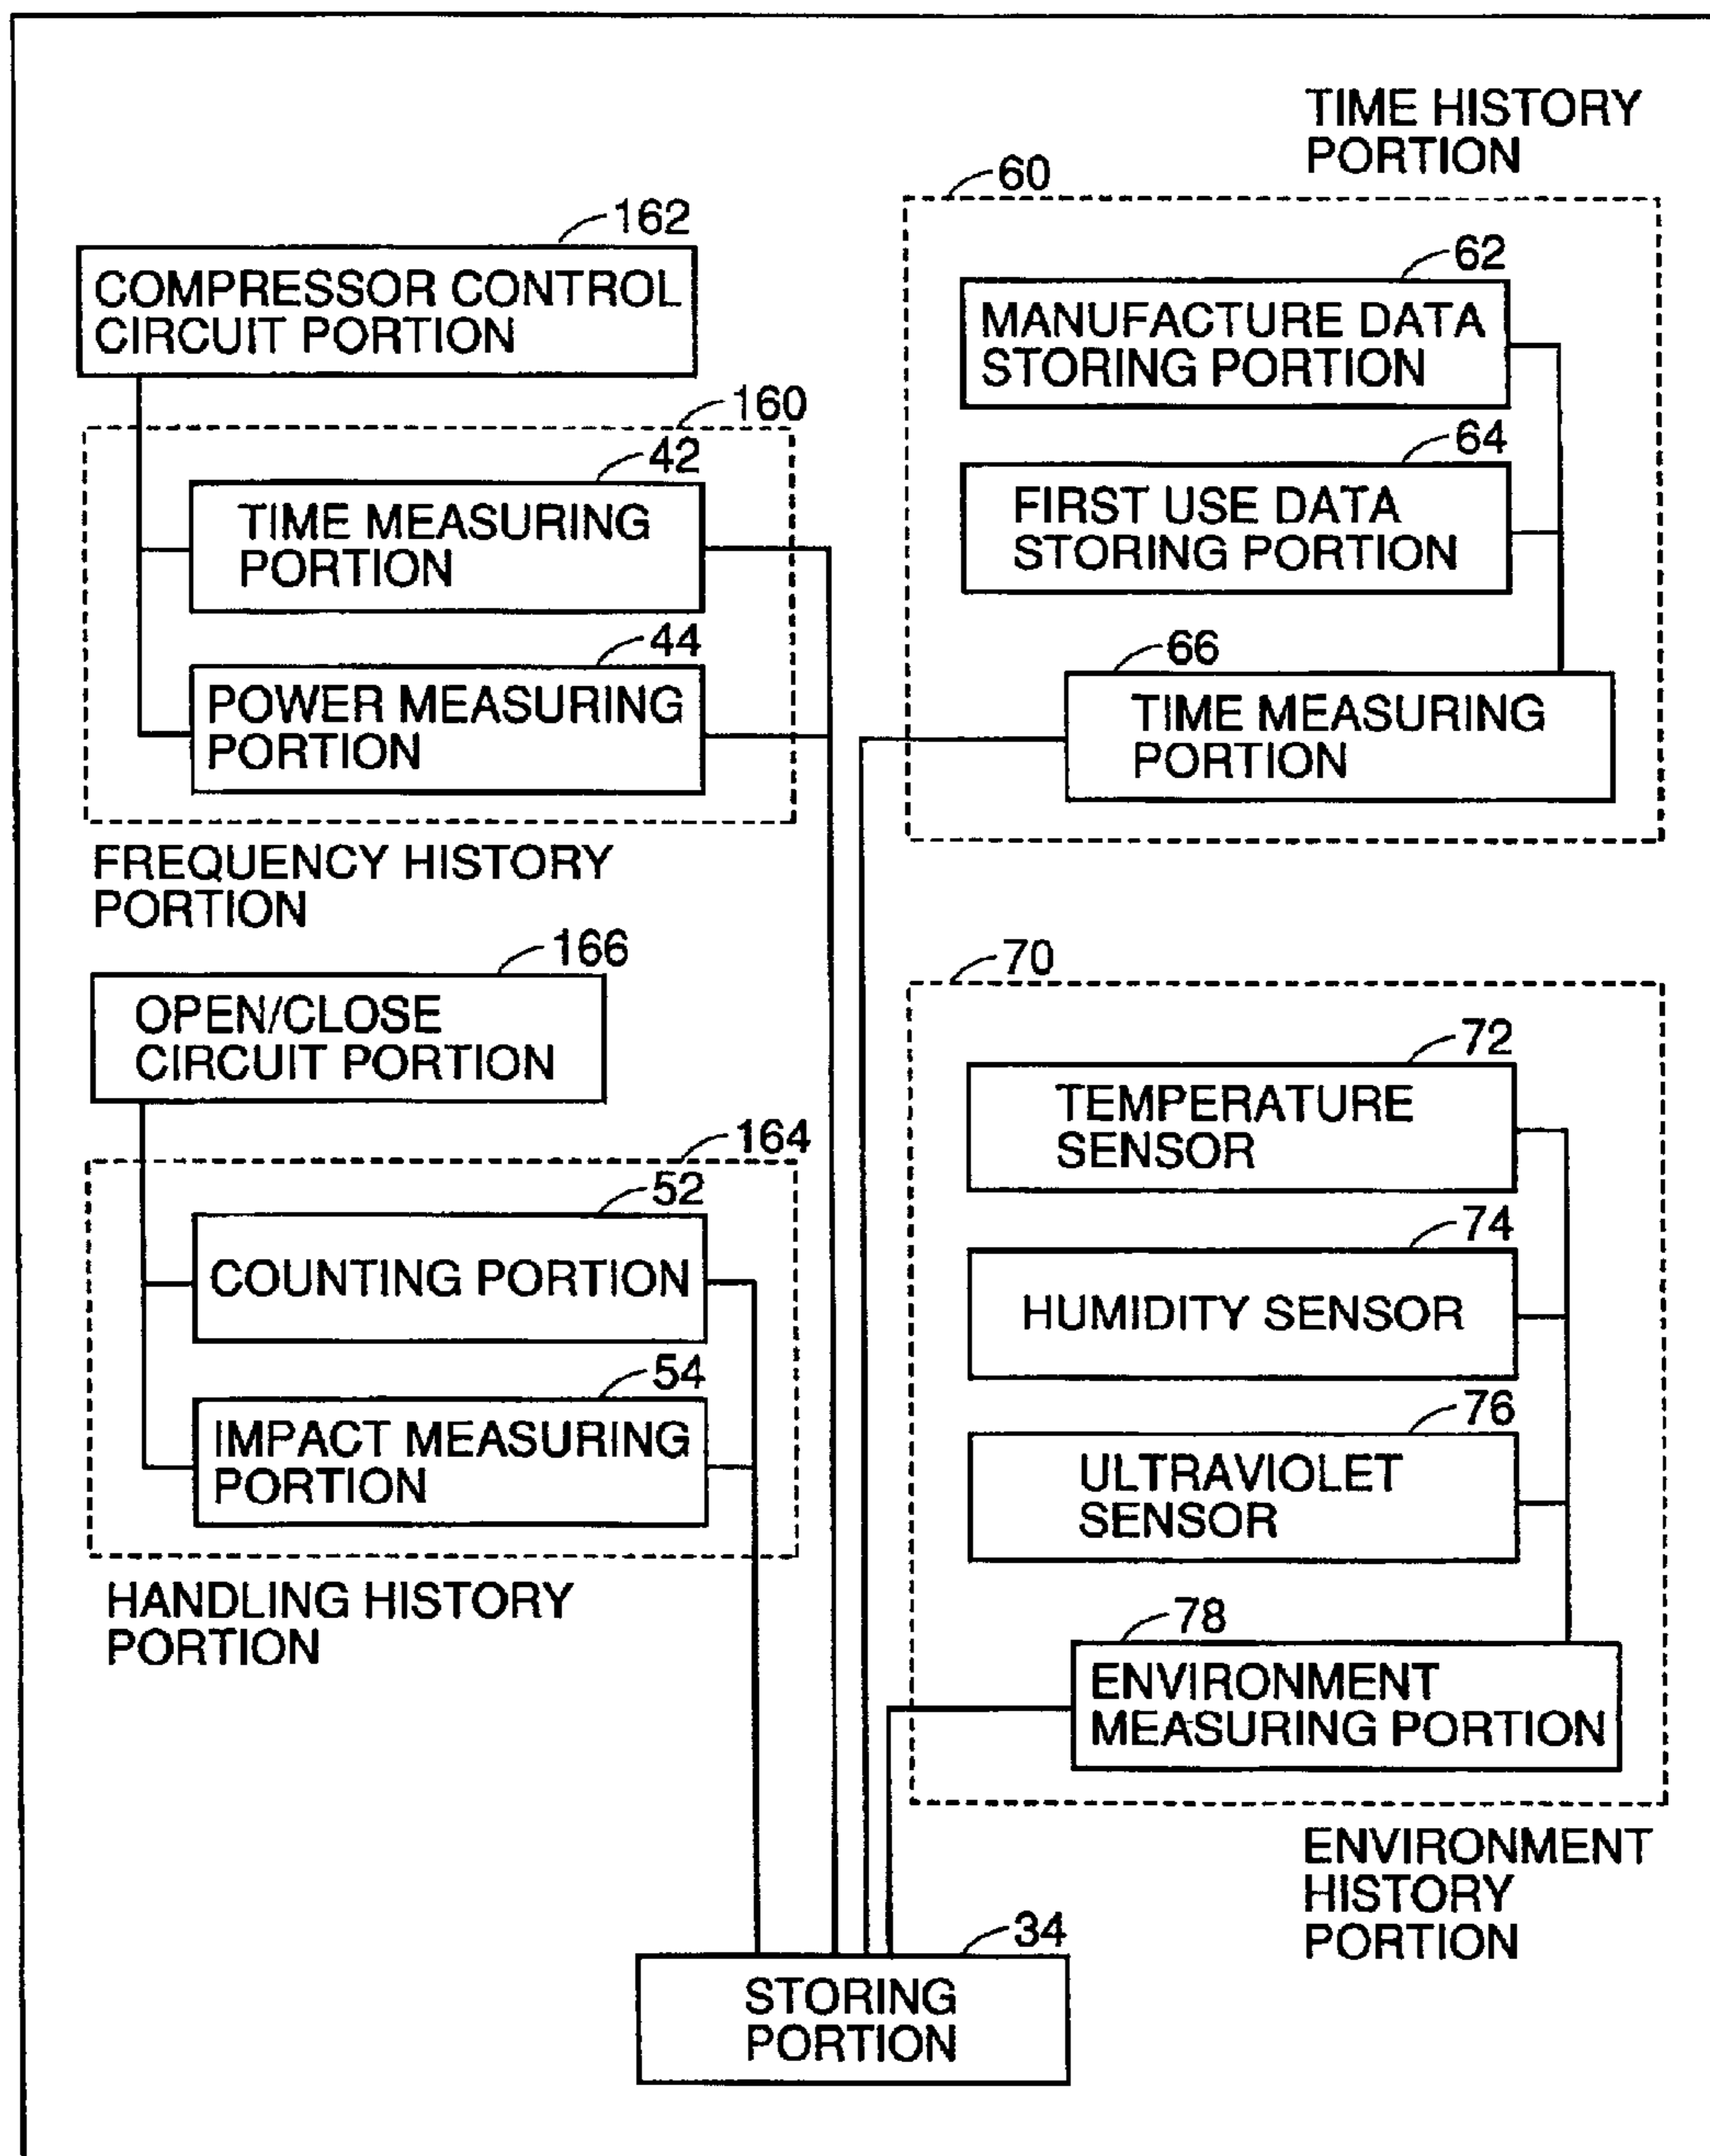 TIME HISTORY
PORTION
60
162
COMPRESSOR CONTROL
CIRCUIT PORTION
62
MANUFACTURE DATA
STORING PORTION
160
42
TIME MEASURING
PORTION
64
FIRST USE DATA
STORING PORTION
44
POWER MEASURING
PORTION
66
TIME MEASURING
PORTION
FREQUENCY HISTORY
PORTION
166
OPEN/CLOSE
CIRCUIT PORTION
70
72
TEMPERATURE
SENSOR
164
52
COUNTING PORTION
74
HUMIDITY SENSOR
54
IMPACT MEASURING
PORTION
76
ULTRAVIOLET
SENSOR
HANDLING HISTORY
PORTION
78
ENVIRONMENT
MEASURING PORTION
ENVIRONMENT
HISTORY
PORTION
34
STORING
PORTION